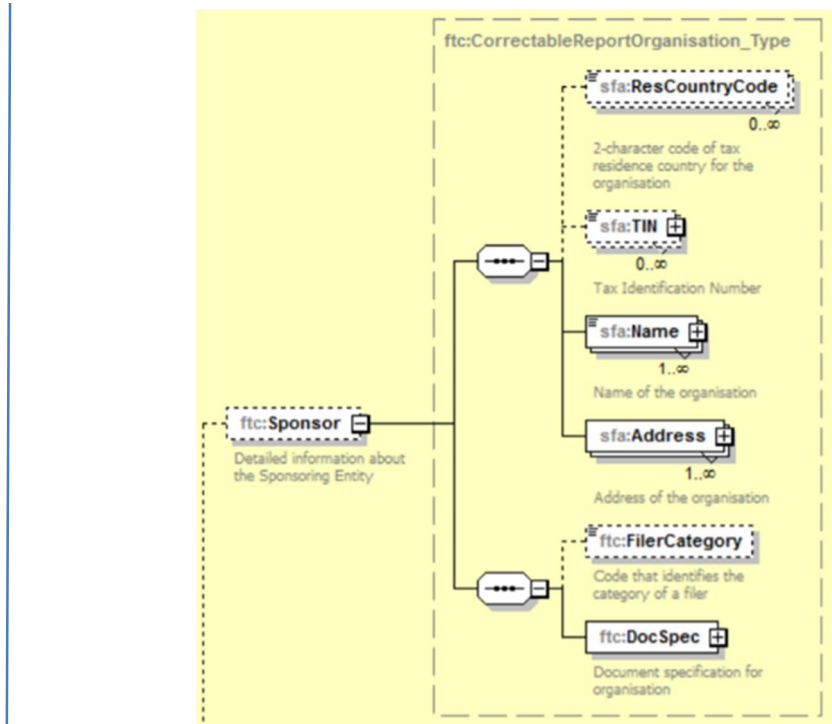 ftc:CorrectableReportOrganisation_Type
sfa:ResCountryCode
0..∞
2-character code of tax
residence country for the
organisation
sfa:TIN
0..∞
Tax Identification Number
sfa:Name
1..∞
Name of the organisation
ftc:Sponsor
Detailed information about
the Sponsoring Entity
sfa:Address
1..∞
Address of the organisation
ftc:FilerCategory
Code that identifies the
category of a filer
ftc:DocSpec
Document specification for
organisation